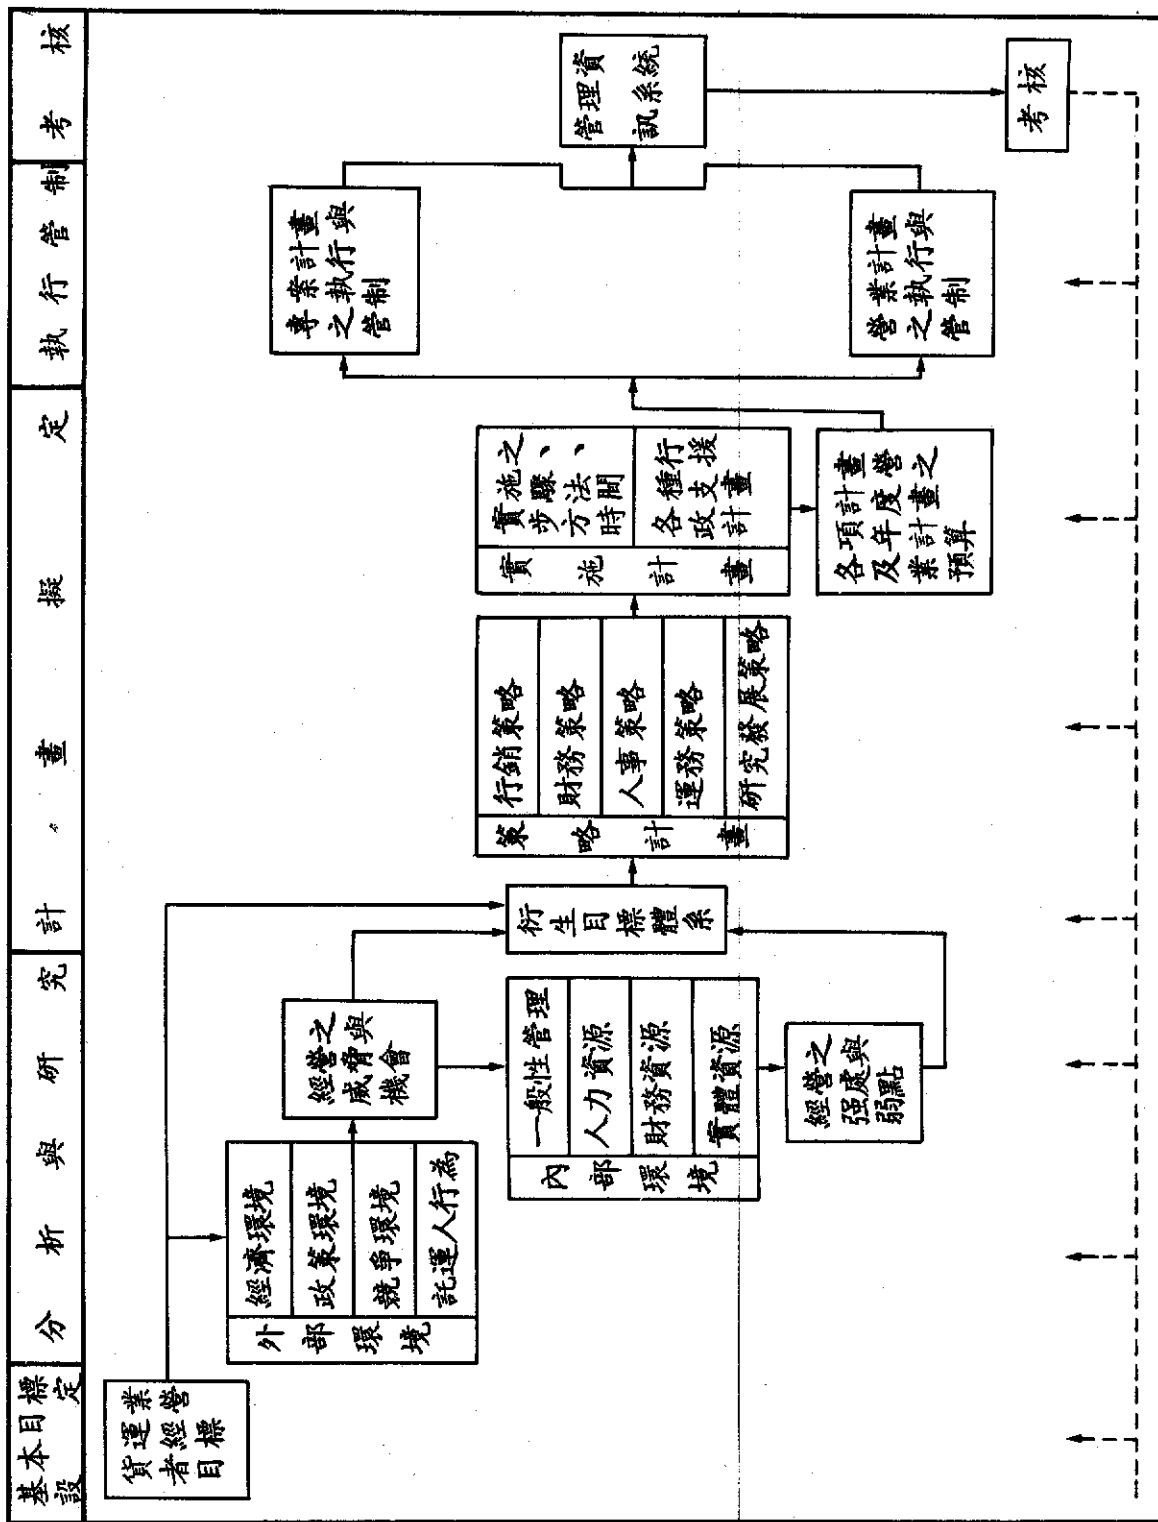 基本目標
設定
分析與研究
計畫擬定
執行管制
考核
貨運業
者經營
目標
外部環境
經濟環境
政策環境
競爭環境
託運人行為
經營之
威脅與
機會
內部環境
一般性管理
人力資源
財務資源
實體資源
經營之
强處與
弱點
衍生目標體系
策略計畫
行銷策略
財務策略
人事策略
運務策略
研究發展策略
實施計畫
實施之
步驟、
方法、
時間
各種行
政支援
計畫
各項計畫
及年度營
業計畫之
預算
專案計畫
之執行與
管制
營業計畫
之執行與
管制
管理資
訊系統
考核